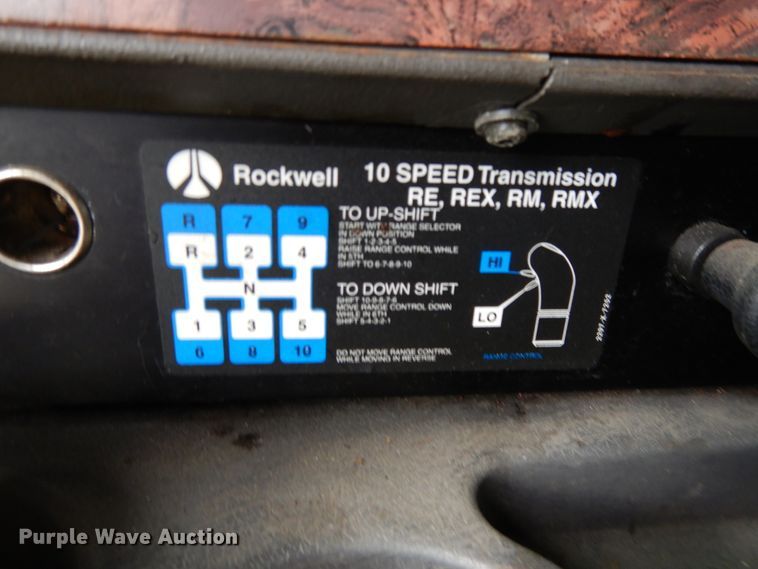 Rockwell
10 SPEED Transmission
RE, REX, RM, RMX
R 7 9
R 2 4
N
1 3 5
6 8 10
TO UP-SHIFT
START WITH RANGE SELECTOR
IN DOWN POSITION
SHIFT 1-2-3-4-5
RAISE RANGE CONTROL WHILE
IN 5TH
SHIFT TO 6-7-8-9-10
TO DOWN SHIFT
SHIFT 10-9-8-7-6
MOVE RANGE CONTROL DOWN
WHILE IN 6TH
SHIFT 5-4-3-2-1
DO NOT MOVE RANGE CONTROL
WHILE MOVING IN REVERSE
HI
LO
RANGE CONTROL
Purple Wave Auction